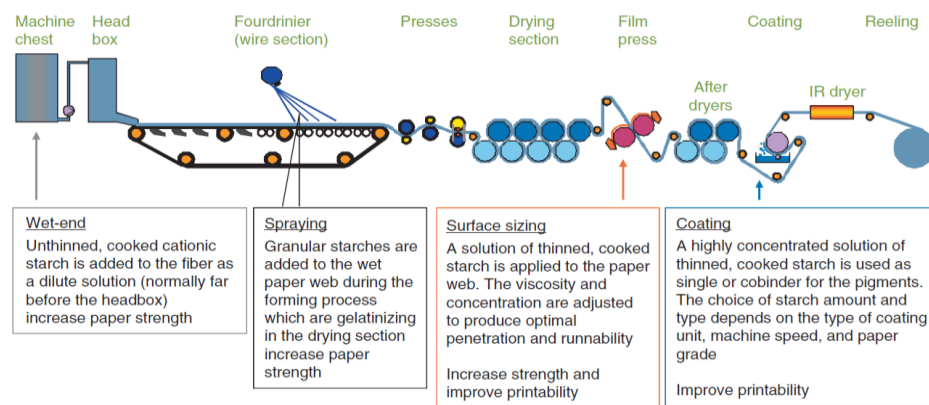 Machine chest
Head box
Fourdrinier
(wire section)
Presses
Drying section
Film press
Coating
Reeling
After dryers
IR dryer
Wet-end
Unthinned, cooked cationic
starch is added to the fiber as
a dilute solution (normally far
before the headbox)
increase paper strength
Spraying
Granular starches are
added to the wet
paper web during the
forming process
which are gelatinizing
in the drying section
increase paper
strength
Surface sizing
A solution of thinned, cooked
starch is applied to the paper
web. The viscosity and
concentration are adjusted
to produce optimal
penetration and runnability
Increase strength and
improve printability
Coating
A highly concentrated solution of
thinned, cooked starch is used as
single or cobinder for the pigments.
The choice of starch amount and
type depends on the type of coating
unit, machine speed, and paper
grade
Improve printability